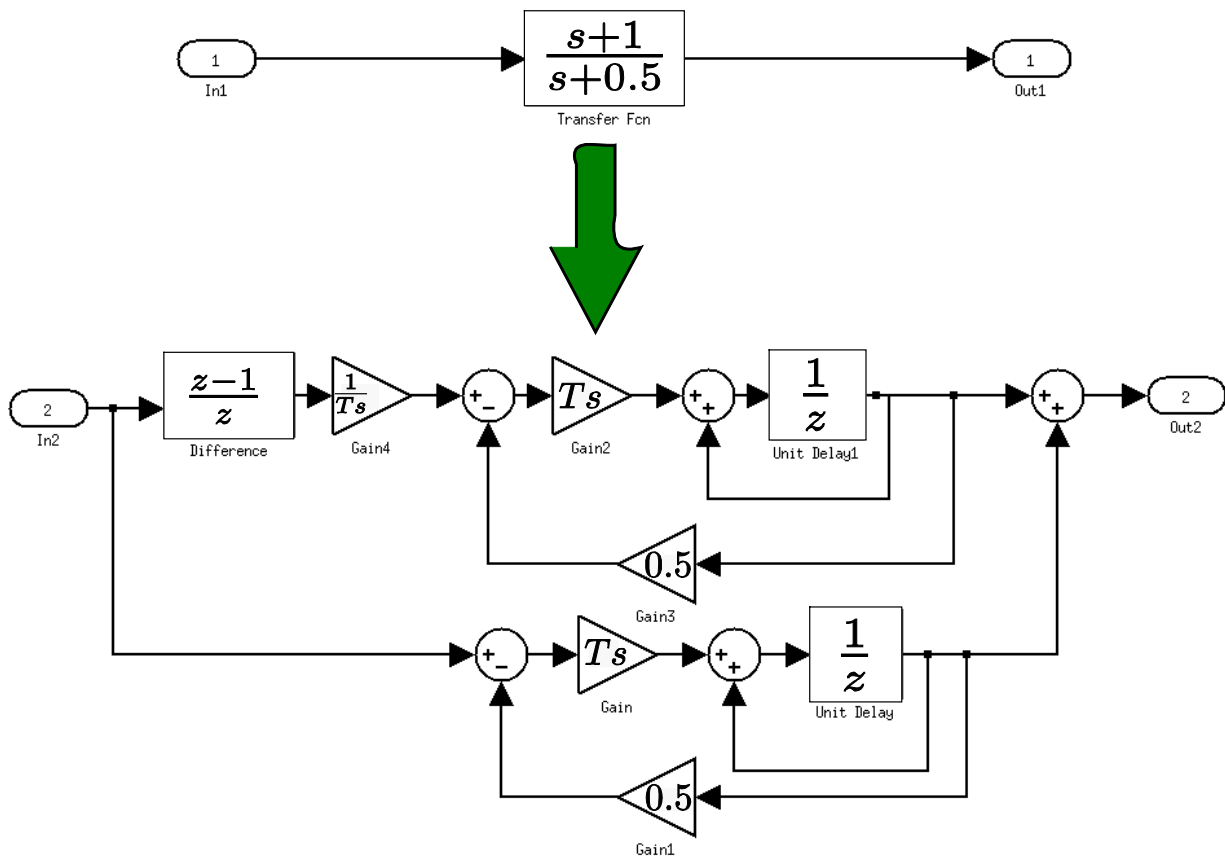 1
In1
s+1
s+0.5
Transfer Fcn
1
Out1
2
In2
z−1
z
Difference
1
Ts
Gain4
+
−
Ts
Gain2
+
+
1
z
Unit Delay1
+
+
2
Out2
0.5
Gain3
+
−
Ts
Gain
+
+
1
z
Unit Delay
0.5
Gain1